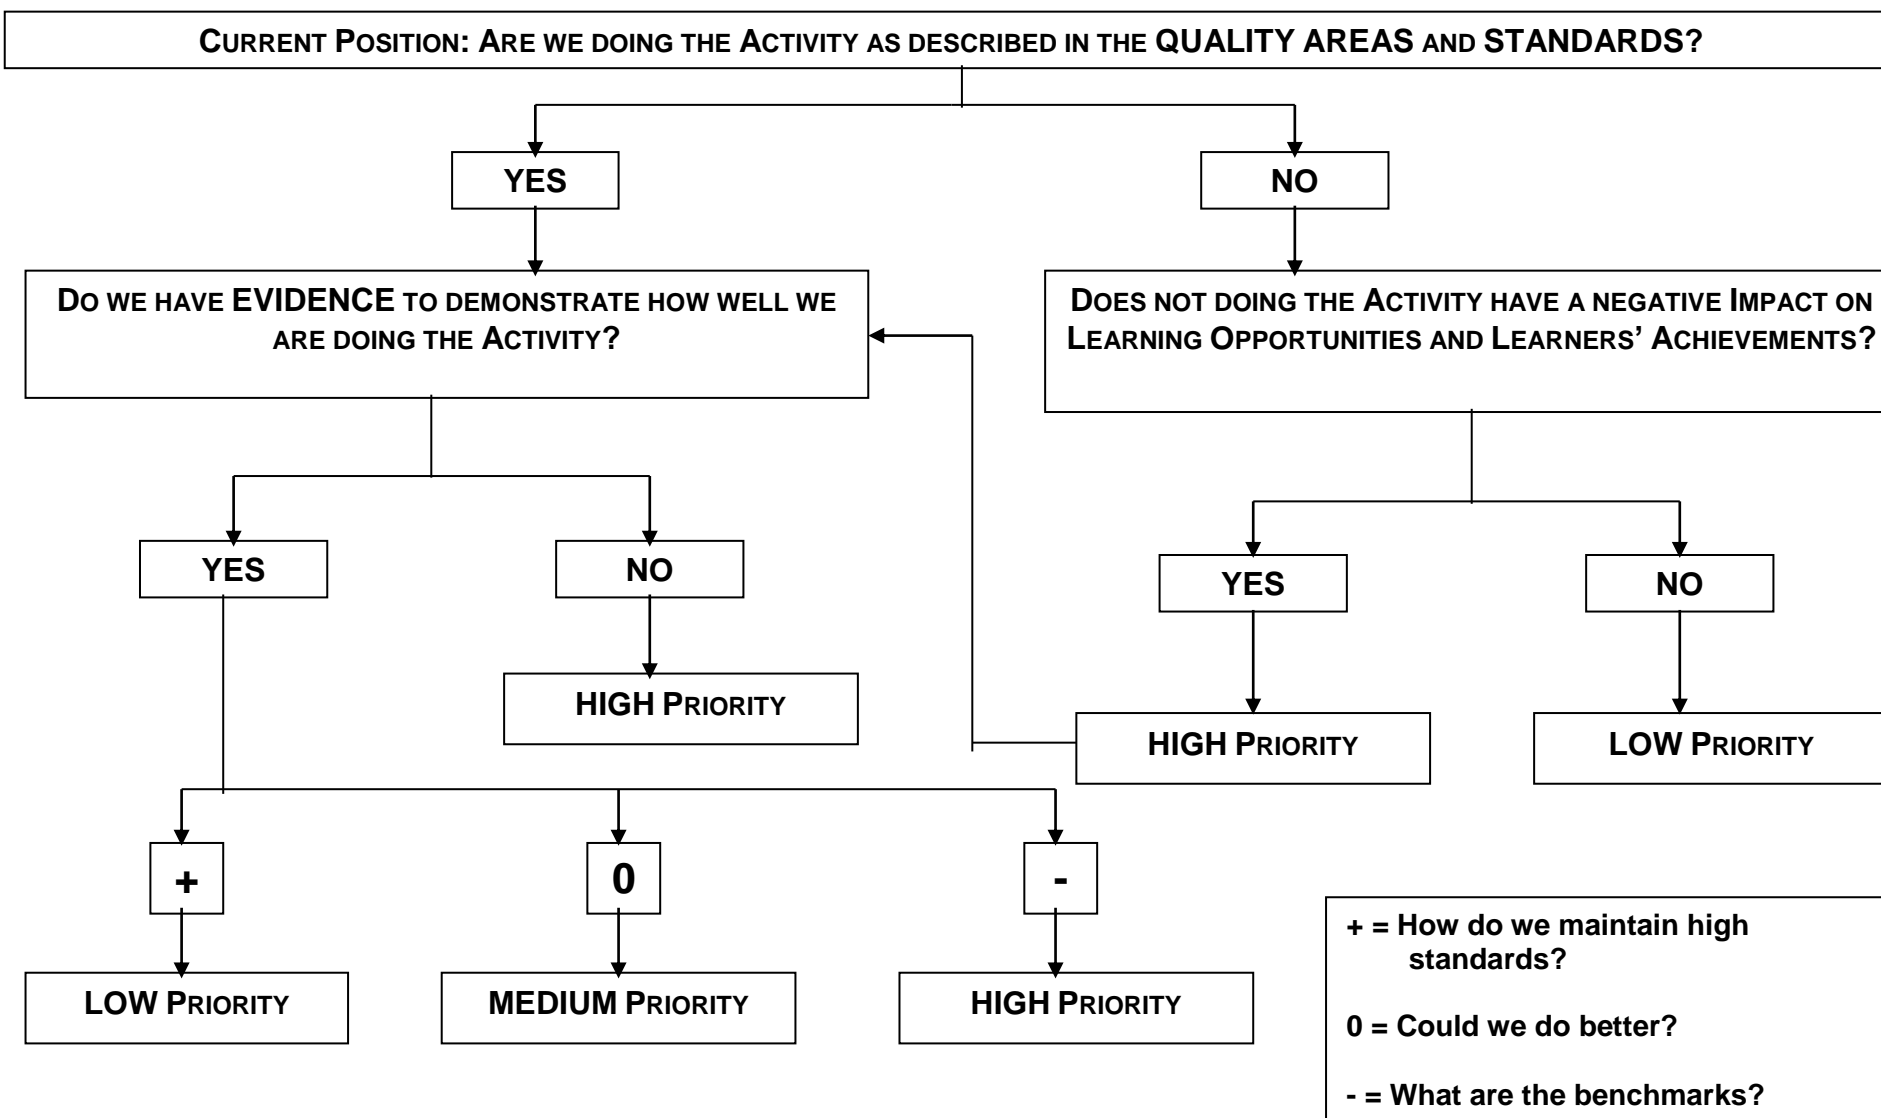 CURRENT POSITION: ARE WE DOING THE ACTIVITY AS DESCRIBED IN THE QUALITY AREAS AND STANDARDS?
YES
NO
DO WE HAVE EVIDENCE TO DEMONSTRATE HOW WELL WE
ARE DOING THE ACTIVITY?
DOES NOT DOING THE ACTIVITY HAVE A NEGATIVE IMPACT ON
LEARNING OPPORTUNITIES AND LEARNERS’ ACHIEVEMENTS?
YES
NO
YES
NO
HIGH PRIORITY
HIGH PRIORITY
LOW PRIORITY
+
0
-
LOW PRIORITY
MEDIUM PRIORITY
HIGH PRIORITY
+ = How do we maintain high
standards?
0 = Could we do better?
- = What are the benchmarks?